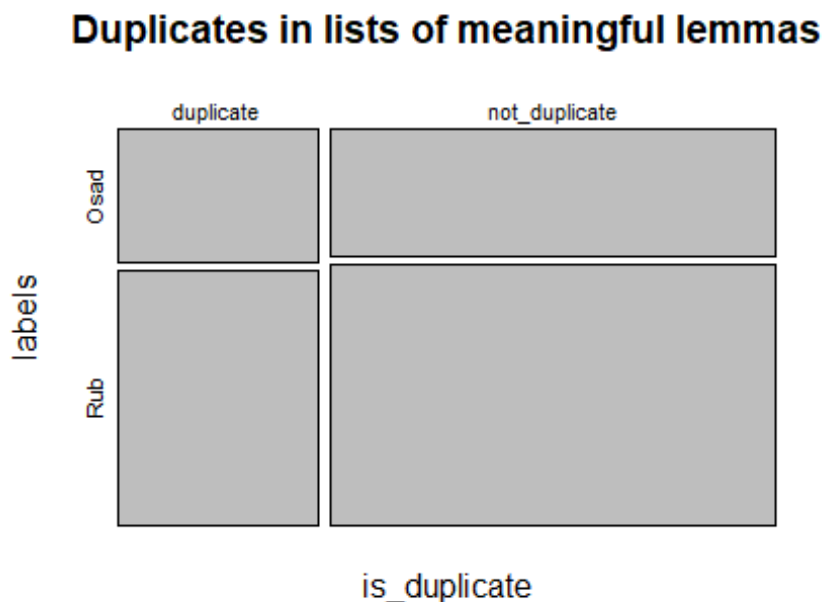 Duplicates in lists of meaningful lemmas
duplicate
not_duplicate
Osad
Rub
labels
is_duplicate